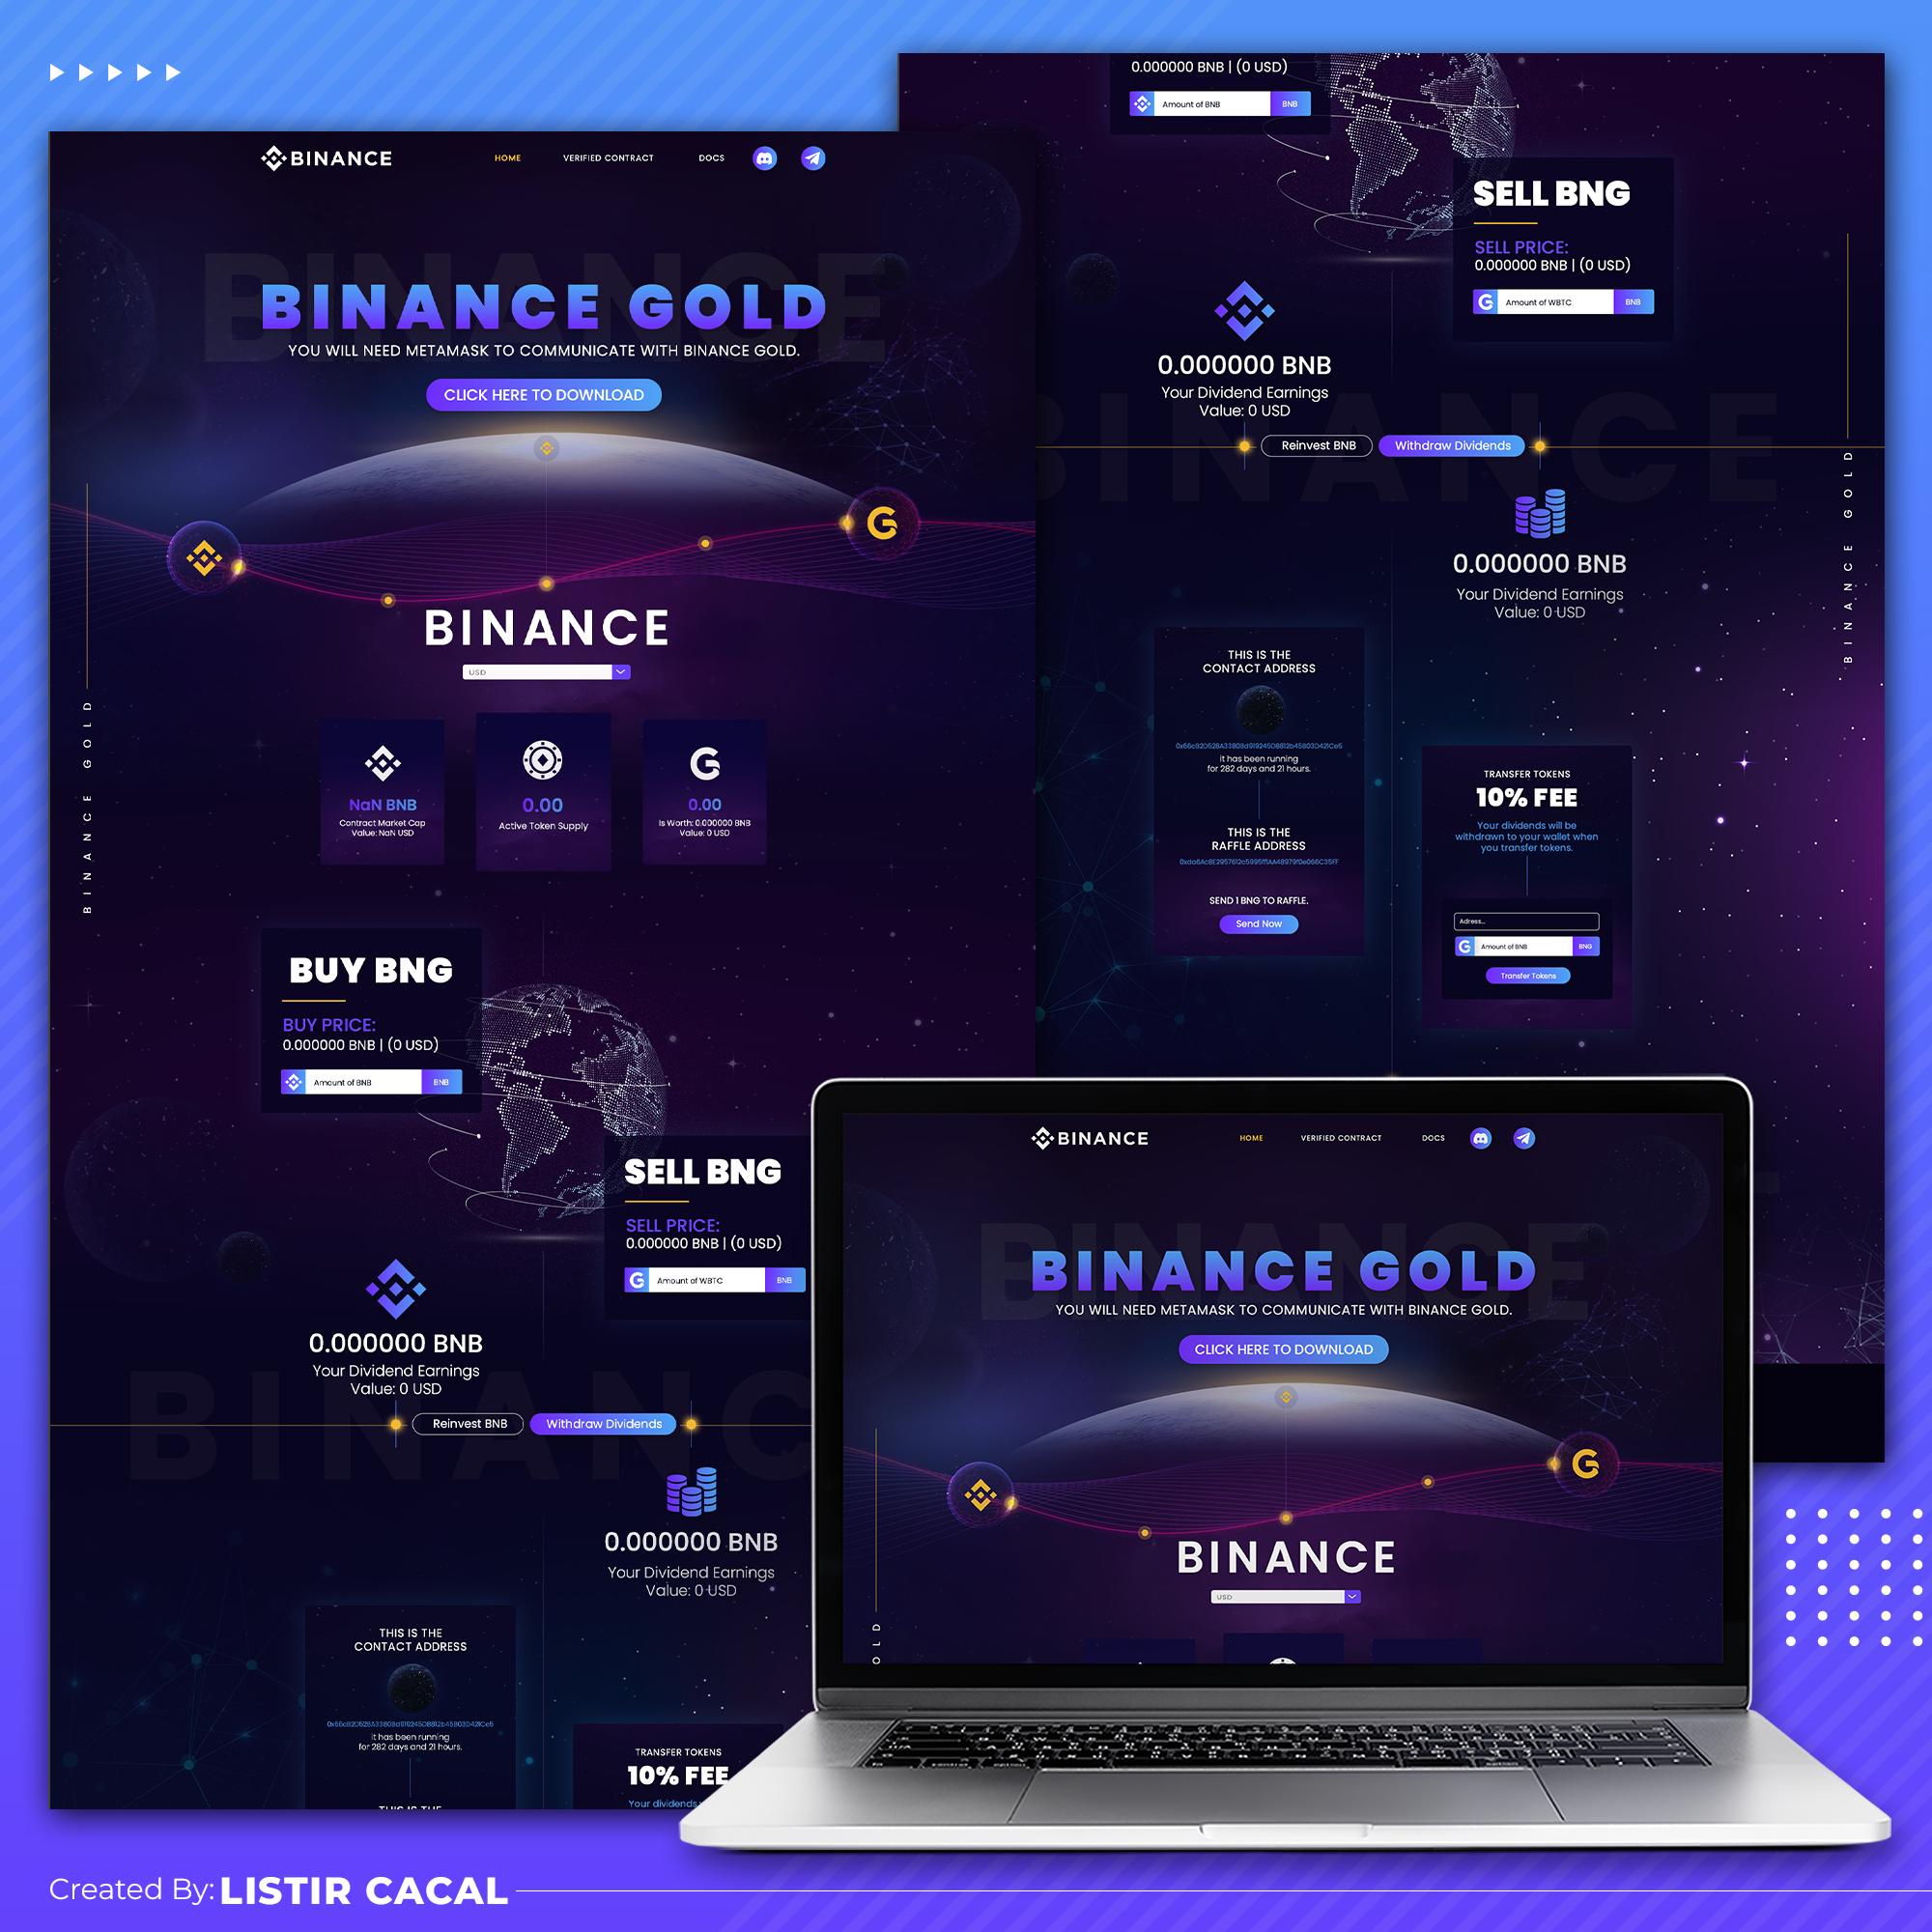 BINANCE
HOME
VERIFIED CONTRACT
DOCS
BINANCE
BINANCE GOLD
YOU WILL NEED METAMASK TO COMMUNICATE WITH BINANCE GOLD.
CLICK HERE TO DOWNLOAD
BINANCE
USD
NaN BNB
Contract Market Cap
Value: NaN USD
0.00
Active Token Supply
0.00
Is Worth: 0.000000 BNB
Value: 0 USD
BINANCE GOLD
BUY BNG
BUY PRICE:
0.000000 BNB | (0 USD)
Amount of BNB
BNB
SELL BNG
SELL PRICE:
0.000000 BNB | (0 USD)
Amount of WBTC
BNB
0.000000 BNB
Your Dividend Earnings
Value: 0 USD
BINANC
Reinvest BNB
Withdraw Dividends
0.000000 BNB
Your Dividend Earnings
Value: 0 USD
THIS IS THE
CONTACT ADDRESS
it has been running
for 282 days and 21 hours.
THIS IS THE
TRANSFER TOKENS
10% FEE
Your dividends
0.000000 BNB | (0 USD)
Amount of BNB
BNB
SELL BNG
SELL PRICE:
0.000000 BNB | (0 USD)
Amount of WBTC
BNB
0.000000 BNB
Your Dividend Earnings
Value: 0 USD
BINANCE
Reinvest BNB
Withdraw Dividends
0.000000 BNB
Your Dividend Earnings
Value: 0 USD
BINANCE GOLD
THIS IS THE
CONTACT ADDRESS
it has been running
for 282 days and 21 hours.
THIS IS THE
RAFFLE ADDRESS
SEND 1 BNG TO RAFFLE.
Send Now
TRANSFER TOKENS
10% FEE
Your dividends will be
withdrawn to your wallet when
you transfer tokens.
Adress...
Amount of BNB
BNG
Transfer Tokens
BINANCE
HOME
VERIFIED CONTRACT
DOCS
BINANCE
BINANCE GOLD
YOU WILL NEED METAMASK TO COMMUNICATE WITH BINANCE GOLD.
CLICK HERE TO DOWNLOAD
BINANCE
USD
OLD
Created By: LISTIR CACAL